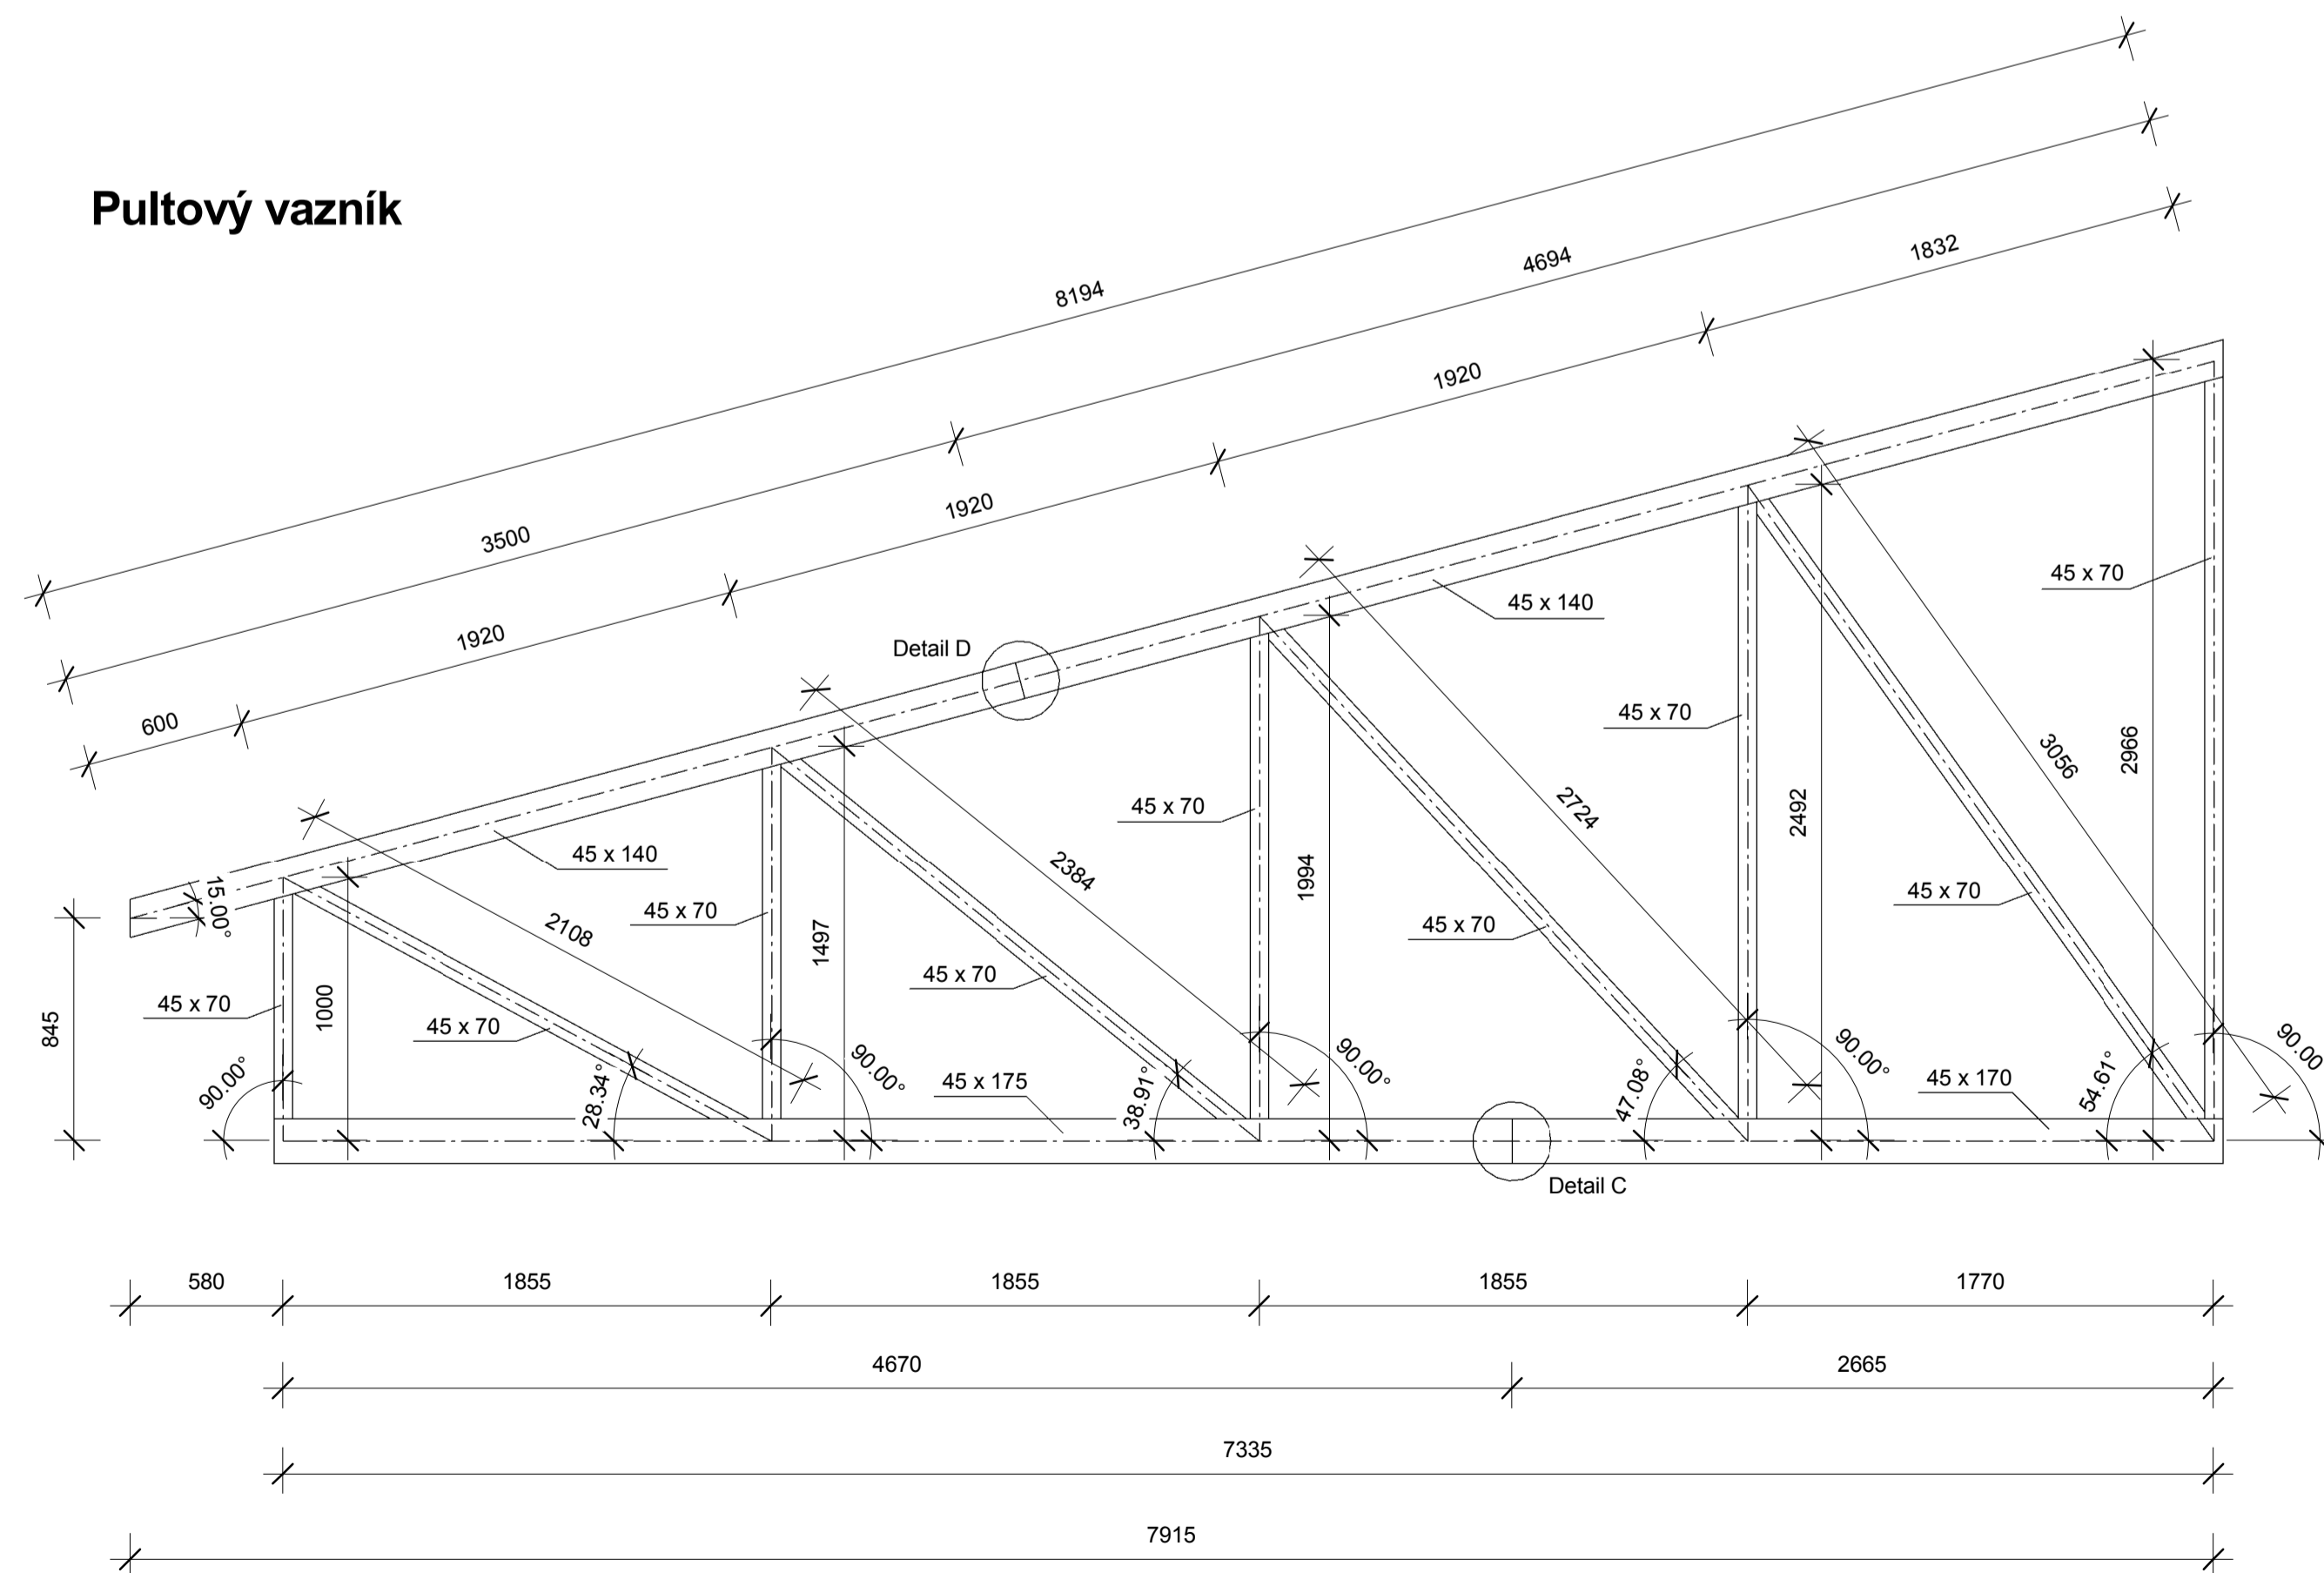 Pultový vazník
8194
3500
4694
600
1920
1920
1920
1832
Detail D
45 x 140
45 x 140
15.00°
845
1000
1497
1994
2492
2966
2108
2384
2724
3056
45 x 70
45 x 70
45 x 70
45 x 70
45 x 70
45 x 70
45 x 70
45 x 70
45 x 70
45 x 175
45 x 170
90.00°
28.34°
90.00°
38.91°
90.00°
47.08°
90.00°
54.61°
90.00
Detail C
580
1855
1855
1855
1770
4670
2665
7335
7915